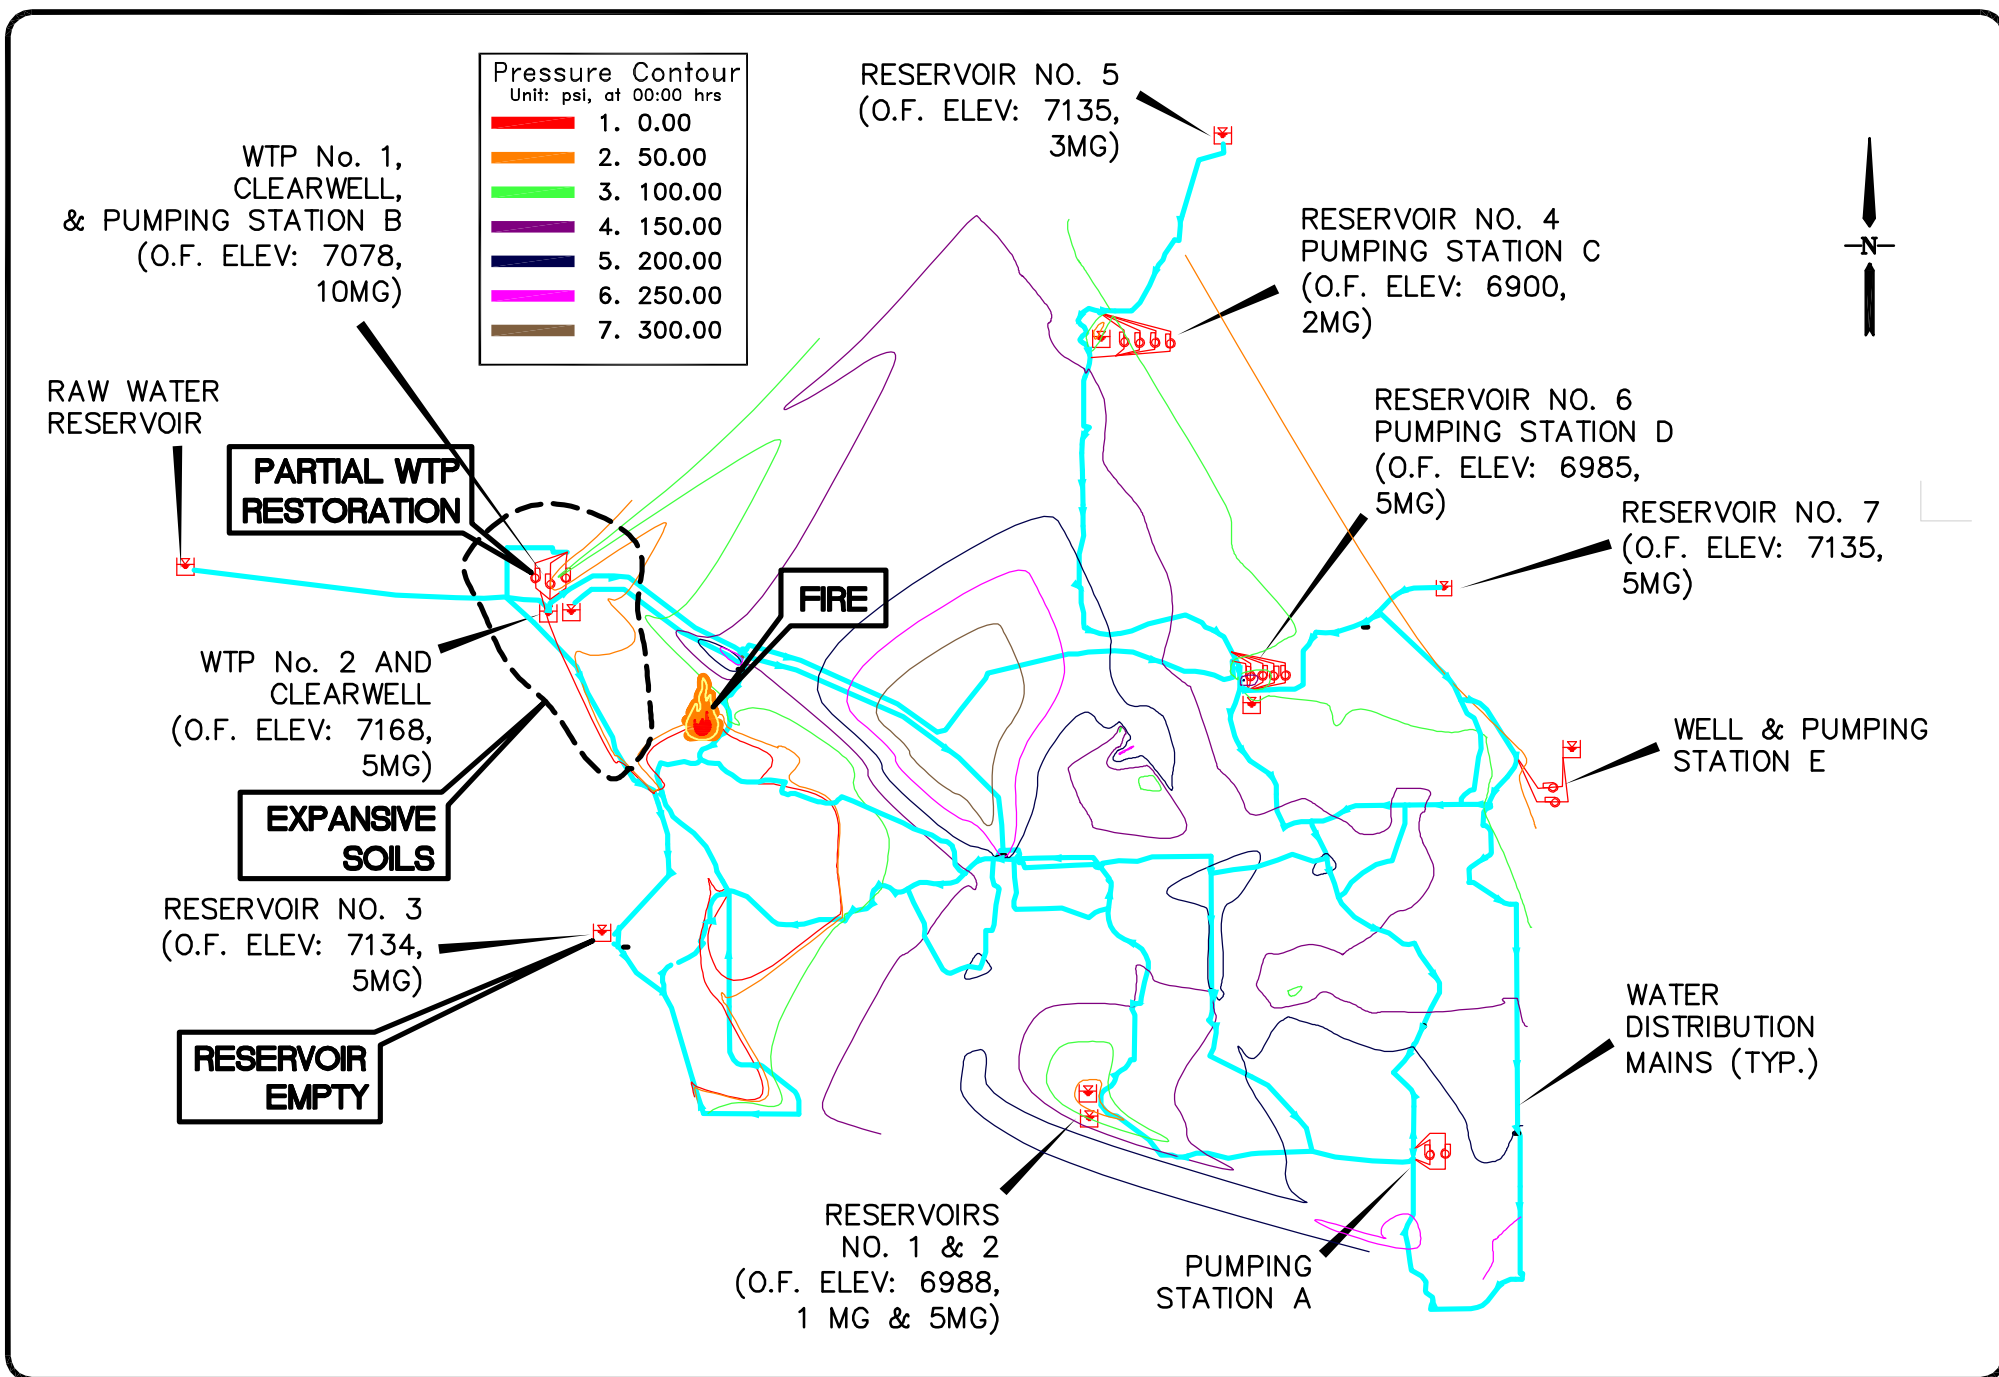 Pressure Contour
Unit: psi, at 00:00 hrs
1. 0.00
2. 50.00
3. 100.00
4. 150.00
5. 200.00
6. 250.00
7. 300.00
RESERVOIR NO. 5
(O.F. ELEV: 7135,
3MG)
WTP No. 1,
CLEARWELL,
& PUMPING STATION B
(O.F. ELEV: 7078,
10MG)
RESERVOIR NO. 4
PUMPING STATION C
(O.F. ELEV: 6900,
2MG)
N
RAW WATER
RESERVOIR
RESERVOIR NO. 6
PUMPING STATION D
(O.F. ELEV: 6985,
5MG)
PARTIAL WTP
RESTORATION
RESERVOIR NO. 7
(O.F. ELEV: 7135,
5MG)
FIRE
WTP No. 2 AND
CLEARWELL
(O.F. ELEV: 7168,
5MG)
WELL & PUMPING
STATION E
EXPANSIVE
SOILS
RESERVOIR NO. 3
(O.F. ELEV: 7134,
5MG)
WATER
DISTRIBUTION
MAINS (TYP.)
RESERVOIR
EMPTY
RESERVOIRS
NO. 1 & 2
(O.F. ELEV: 6988,
1 MG & 5MG)
PUMPING
STATION A